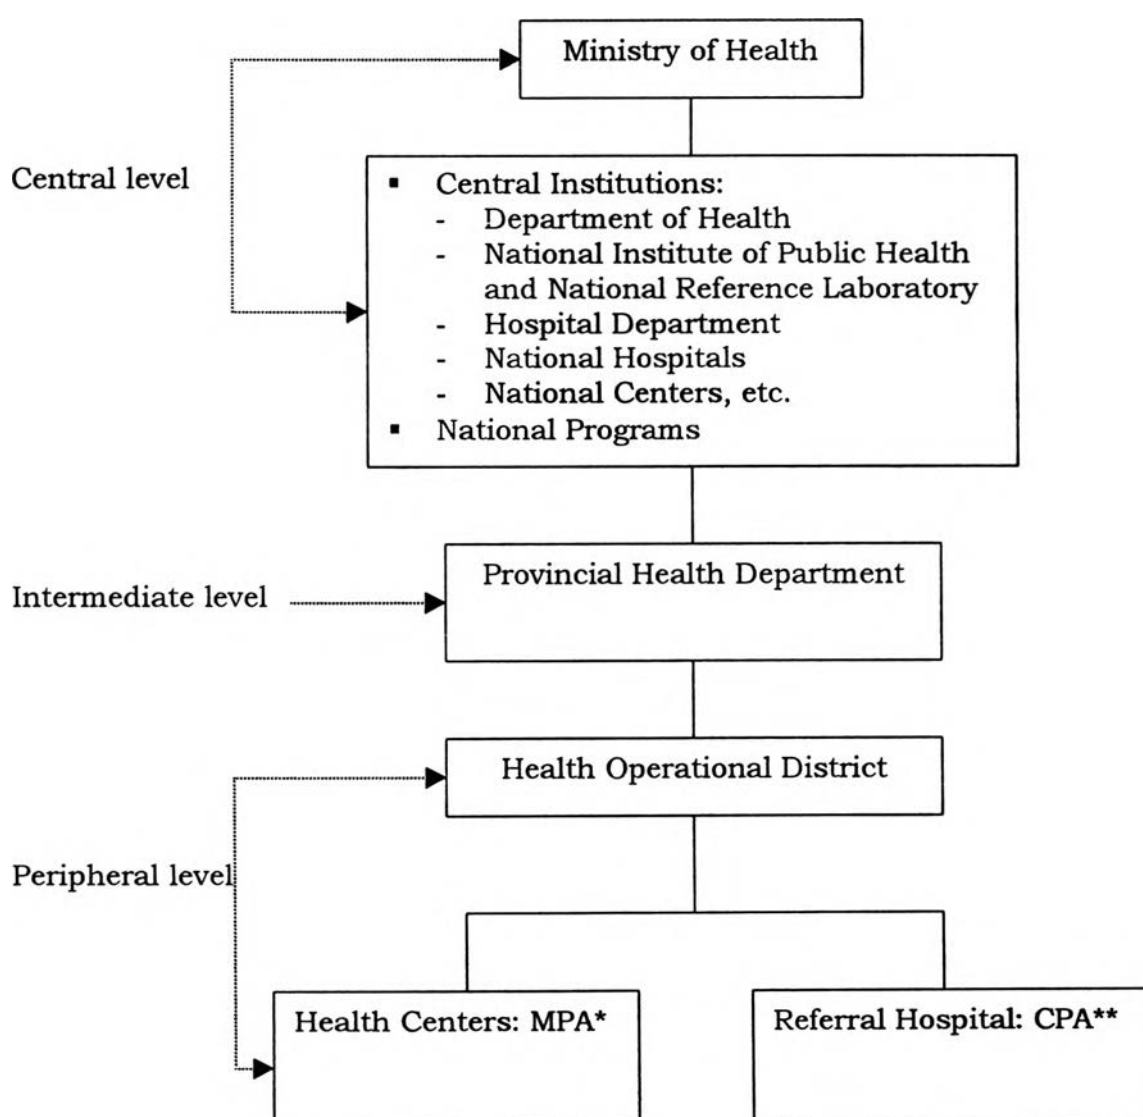 Ministry of Health
Central level
▪ Central Institutions:
- Department of Health
- National Institute of Public Health
and National Reference Laboratory
- Hospital Department
- National Hospitals
- National Centers, etc.
▪ National Programs
Provincial Health Department
Intermediate level
Health Operational District
Peripheral level
Health Centers: MPA*
Referral Hospital: CPA**